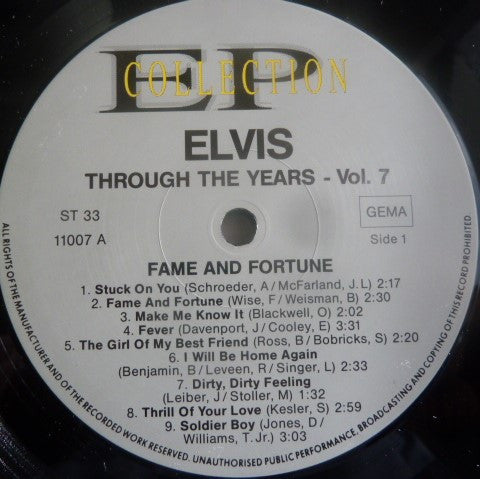 EP
COLLECTION
ELVIS
THROUGH THE YEARS - Vol. 7
ST 33
GEMA
11007 A
Side 1
FAME AND FORTUNE
1. Stuck On You (Schroeder, A / McFarland, J. L) 2:17
2. Fame And Fortune (Wise, F / Weisman, B) 2:30
3. Make Me Know It (Blackwell, O) 2:02
4. Fever (Davenport, J / Cooley, E) 3:31
5. The Girl Of My Best Friend (Ross, B / Bobricks, S) 2:20
6. I Will Be Home Again
(Benjamin, B / Leveen, R / Singer, L) 2:33
7. Dirty, Dirty Feeling
(Leiber, J / Stoller, M) 1:32
8. Thrill Of Your Love (Kesler, S) 2:59
9. Soldier Boy (Jones, D /
Williams, T. Jr.) 3:03
ALL RIGHTS OF THE MANUFACTURER AND OF THE RECORDED WORK RESERVED. UNAUTHORISED PUBLIC PERFORMANCE, BROADCASTING AND COPYING OF THIS RECORD PROHIBITED.